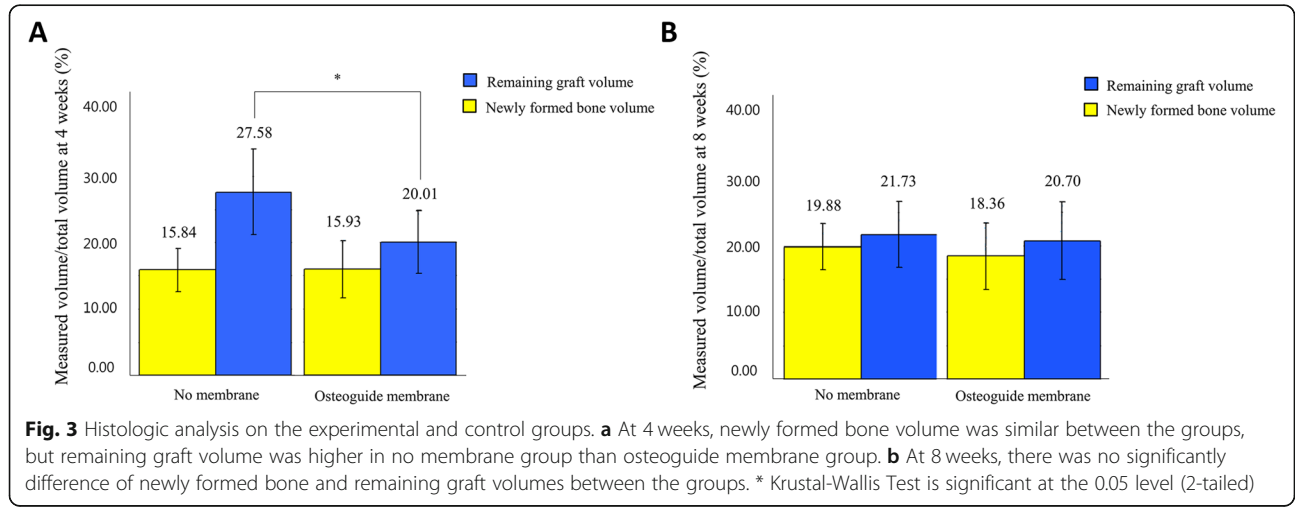 A
Measured volume/total volume at 4 weeks (%)
40.00
30.00
20.00
10.00
0.00
*
27.58
20.01
15.84
15.93
Remaining graft volume
Newly formed bone volume
No membrane
Osteoguide membrane
B
Measured volume/total volume at 8 weeks (%)
40.00
30.00
20.00
10.00
0.00
19.88
21.73
18.36
20.70
Remaining graft volume
Newly formed bone volume
No membrane
Osteoguide membrane
Fig. 3 Histologic analysis on the experimental and control groups. a At 4 weeks, newly formed bone volume was similar between the groups,
but remaining graft volume was higher in no membrane group than osteoguide membrane group. b At 8 weeks, there was no significantly
difference of newly formed bone and remaining graft volumes between the groups. * Krustal-Wallis Test is significant at the 0.05 level (2-tailed)